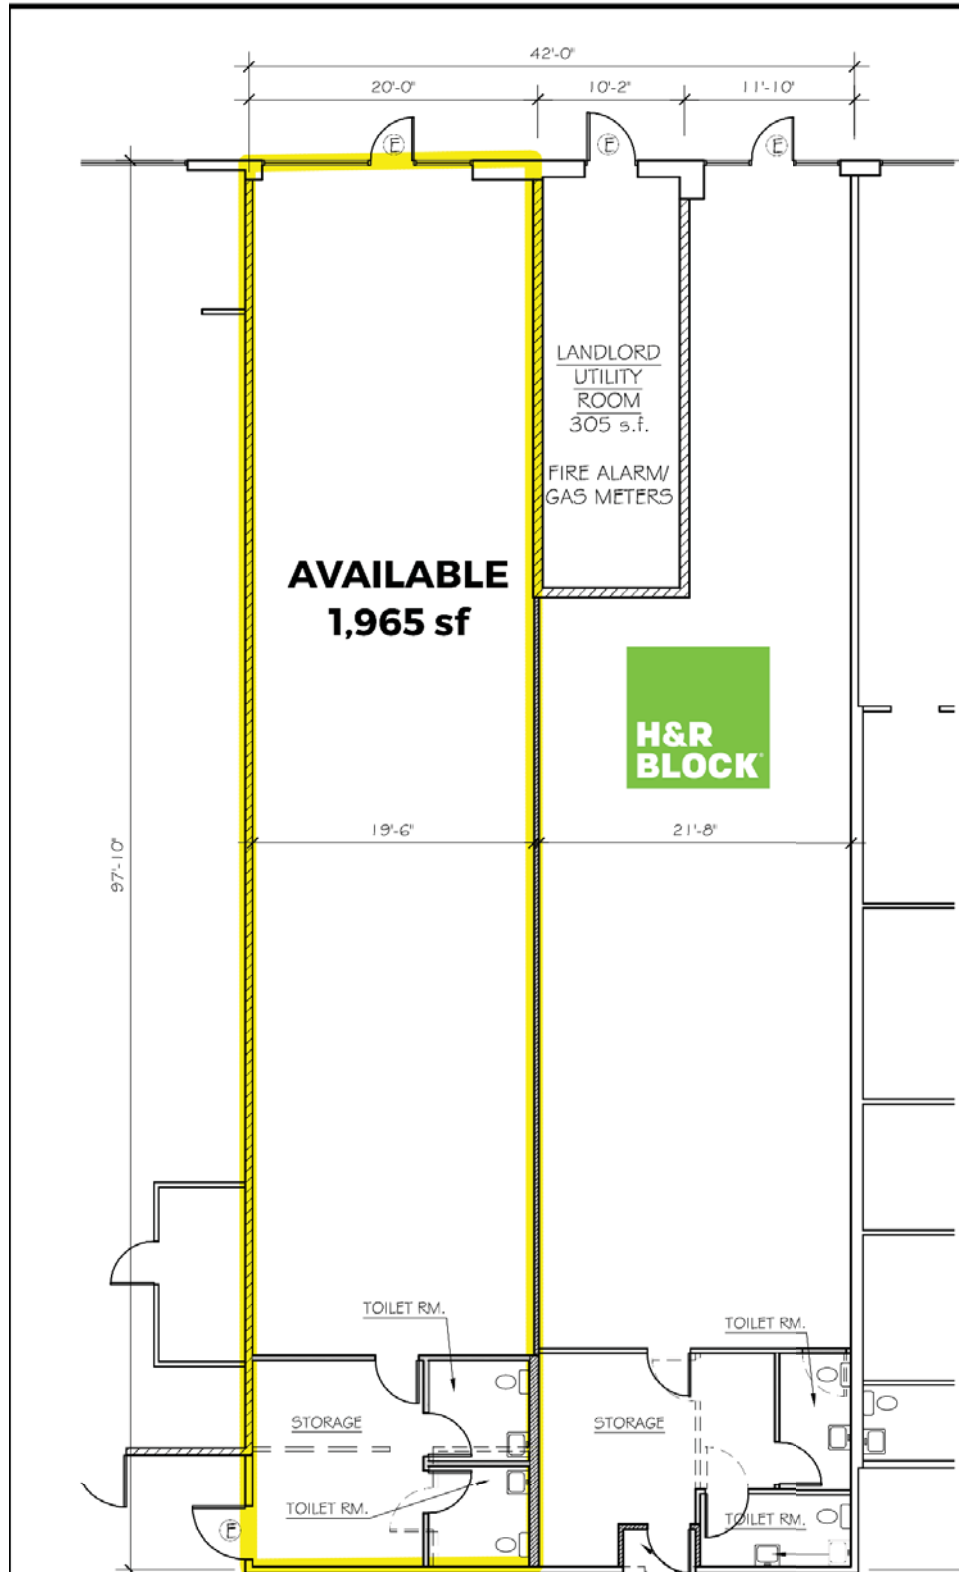 42'-0"
20'-0"
10'-2"
11'-10"
E
E
E
LANDLORD
UTILITY
ROOM
305 s.f.
FIRE ALARM/
GAS METERS
AVAILABLE
1,965 sf
H&R
BLOCK
19'-6"
21'-8"
97'-10"
TOILET RM.
TOILET RM.
STORAGE
STORAGE
TOILET RM.
TOILET RM.
E